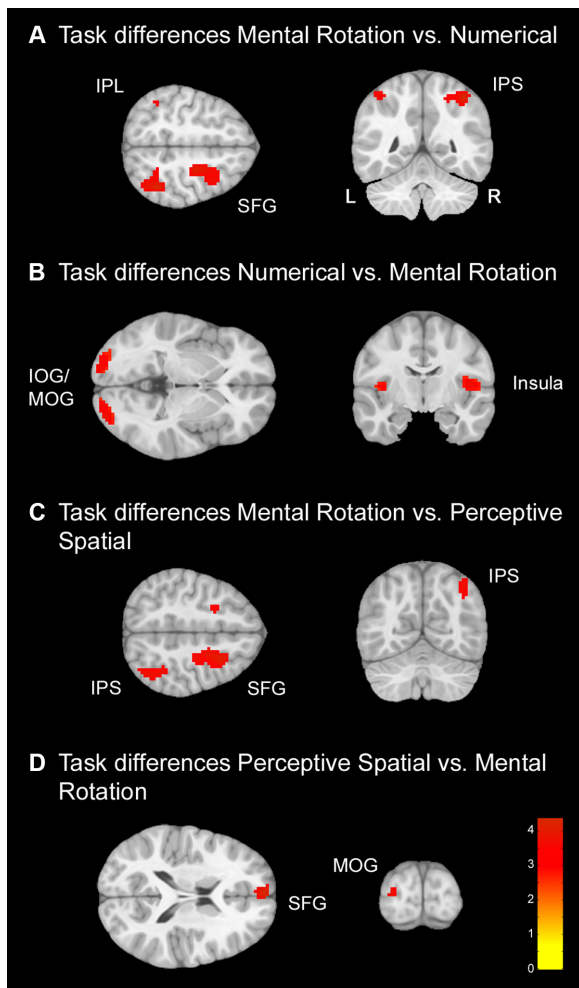 A Task differences Mental Rotation vs. Numerical
IPL
IPS
SFG
L
R
B Task differences Numerical vs. Mental Rotation
IOG/
MOG
Insula
C Task differences Mental Rotation vs. Perceptive
Spatial
IPS
IPS
SFG
D Task differences Perceptive Spatial vs. Mental
Rotation
MOG
SFG
4
3
2
1
0